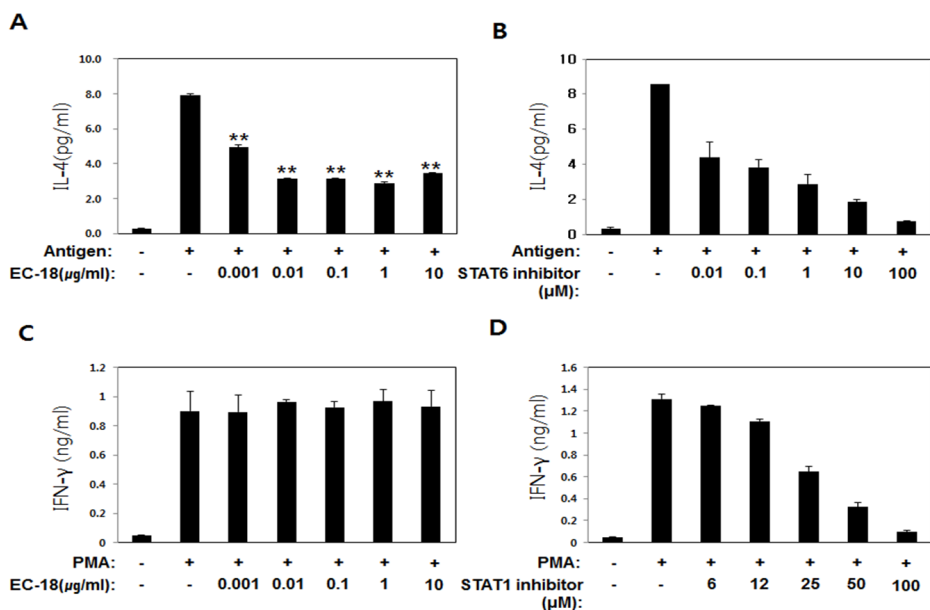 A
IL-4(pg/ml)
10.0
8.0
6.0
4.0
2.0
0.0
** ** ** ** **
Antigen: - + + + + + +
EC-18(μg/ml): - - 0.001 0.01 0.1 1 10
B
IL-4(pg/ml)
10
8
6
4
2
0
Antigen: - + + + + + +
STAT6 inhibitor - - 0.01 0.1 1 10 100
(μM):
C
IFN-γ (ng/ml)
1.2
1
0.8
0.6
0.4
0.2
0
PMA: - + + + + + +
EC-18(μg/ml): - - 0.001 0.01 0.1 1 10
D
IFN-γ (ng/ml)
1.6
1.4
1.2
1
0.8
0.6
0.4
0.2
0
PMA: - + + + + + +
STAT1 inhibitor - - 6 12 25 50 100
(μM):